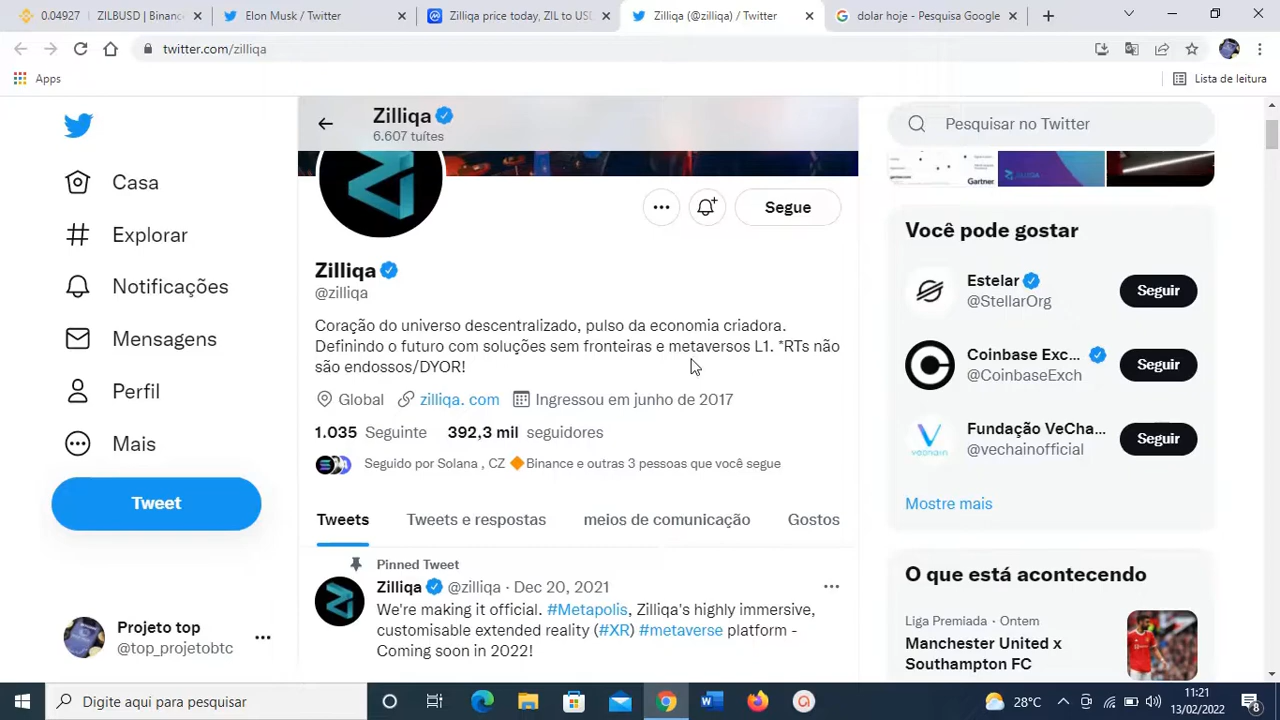 0.04927 ZILBUSD | Binance
Elon Musk / Twitter
Zilliqa price today, ZIL to USD
Zilliqa (@zilliqa) / Twitter
dolar hoje - Pesquisa Google
twitter.com/zilliqa
Apps
Lista de leitura
Zilliqa
6.607 tuítes
Pesquisar no Twitter
Gartner
Casa
Explorar
Notificações
Mensagens
Perfil
Mais
Tweet
Projeto top
@top_projetobtc
Segue
Zilliqa
@zilliqa
Coração do universo descentralizado, pulso da economia criadora.
Definindo o futuro com soluções sem fronteiras e metaversos L1. *RTs não
são endossos/DYOR!
Global zilliqa. com Ingressou em junho de 2017
1.035 Seguinte 392,3 mil seguidores
Seguido por Solana , CZ 🔶Binance e outras 3 pessoas que você segue
Tweets Tweets e respostas meios de comunicação Gostos
Pinned Tweet
Zilliqa @zilliqa · Dec 20, 2021
We're making it official. #Metapolis, Zilliqa's highly immersive,
customisable extended reality (#XR) #metaverse platform -
Coming soon in 2022!
Você pode gostar
Estelar
@StellarOrg
Seguir
Coinbase Exc...
@CoinbaseExch
Seguir
Fundação VeCha...
@vechainofficial
Seguir
Mostre mais
O que está acontecendo
Liga Premiada · Ontem
Manchester United x
Southampton FC
Digite aqui para pesquisar
28°C
11:21
13/02/2022
8